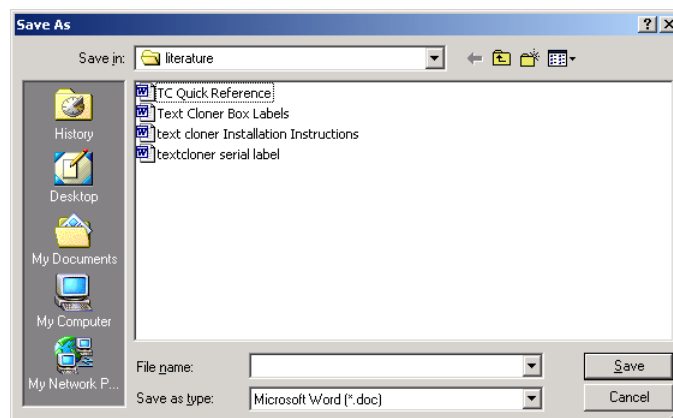 Save As
Save in: literature
TC Quick Reference
Text Cloner Box Labels
text cloner Installation Instructions
textcloner serial label
History
Desktop
My Documents
My Computer
My Network P...
File name:
Save
Save as type: Microsoft Word (*.doc)
Cancel